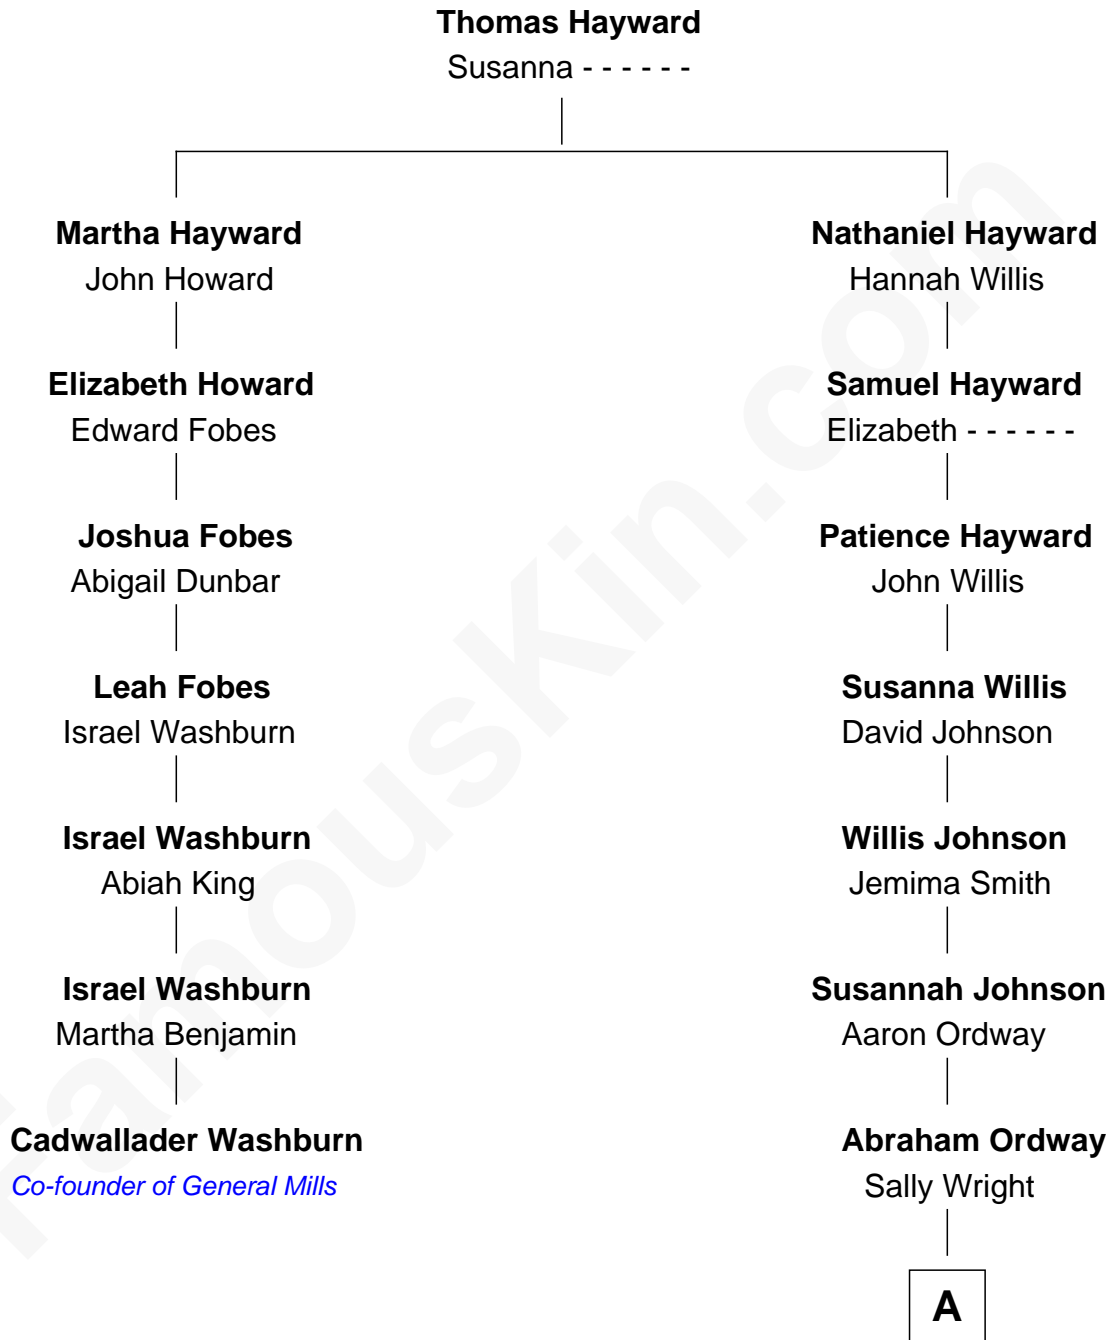 Thomas Hayward
Susanna - - - - - -
Martha Hayward
John Howard
Nathaniel Hayward
Hannah Willis
Elizabeth Howard
Edward Fobes
Samuel Hayward
Elizabeth - - - - - -
Joshua Fobes
Abigail Dunbar
Patience Hayward
John Willis
Leah Fobes
Israel Washburn
Susanna Willis
David Johnson
Israel Washburn
Abiah King
Willis Johnson
Jemima Smith
Israel Washburn
Martha Benjamin
Susannah Johnson
Aaron Ordway
Cadwallader Washburn
Co-founder of General Mills
Abraham Ordway
Sally Wright
A
FamousKin.com